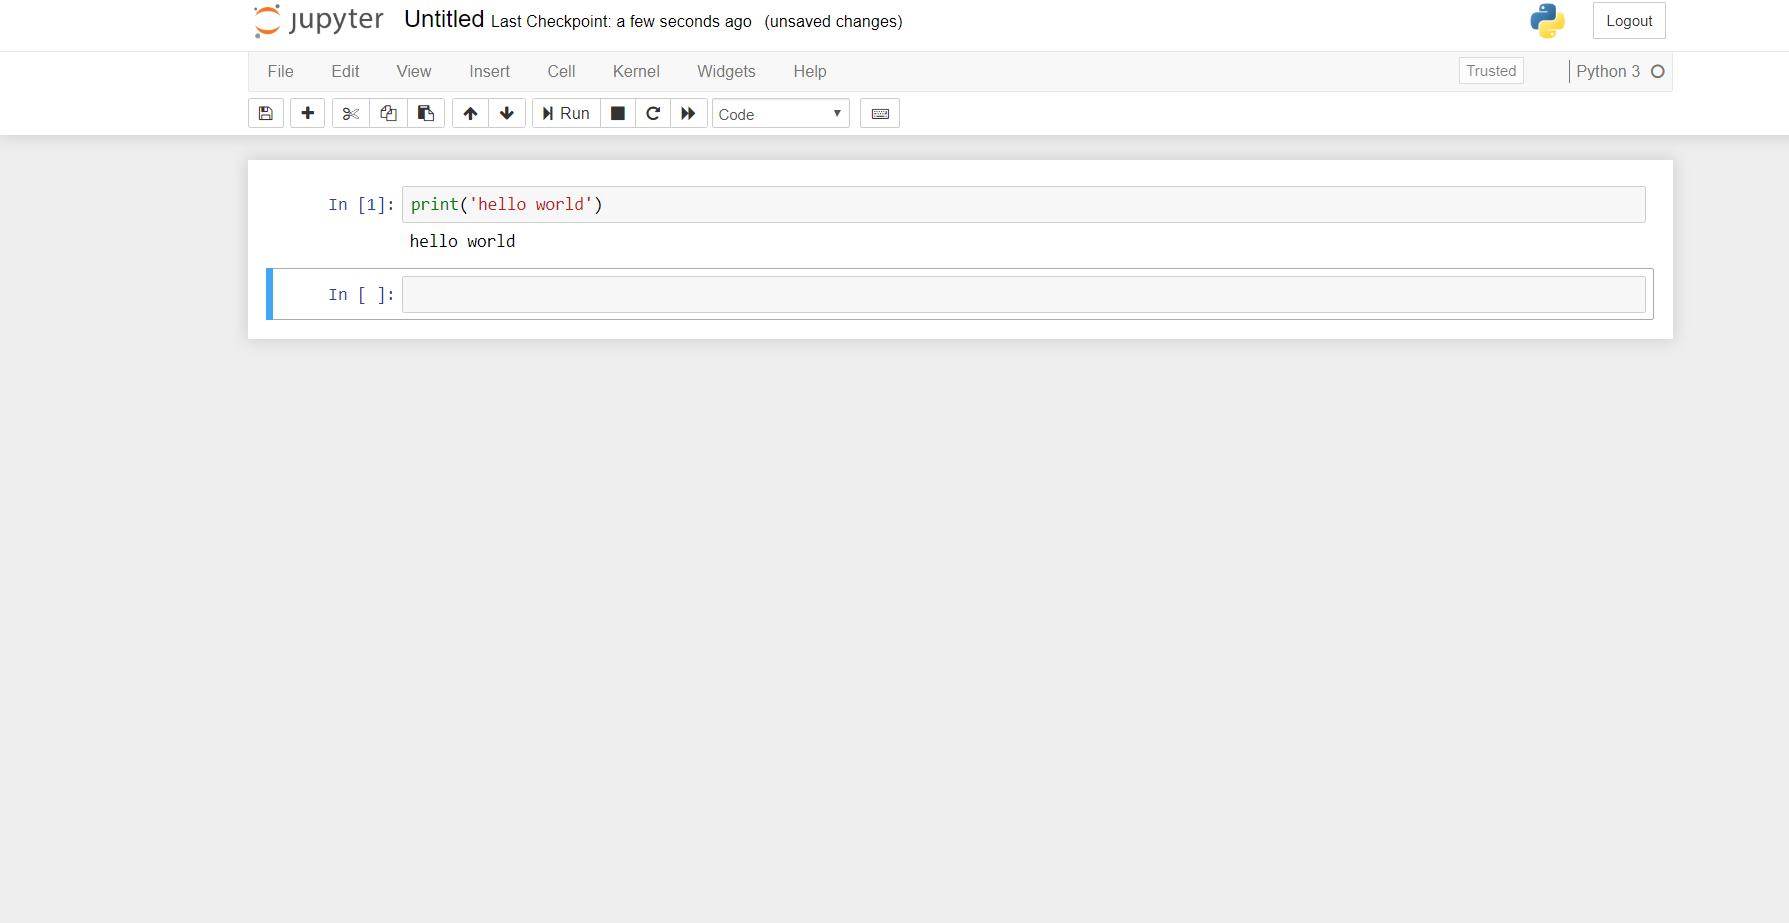 jupyter Untitled Last Checkpoint: a few seconds ago (unsaved changes) Logout
File Edit View Insert Cell Kernel Widgets Help Trusted Python 3
Run Code
In [1]: print('hello world')
hello world
In [ ]: